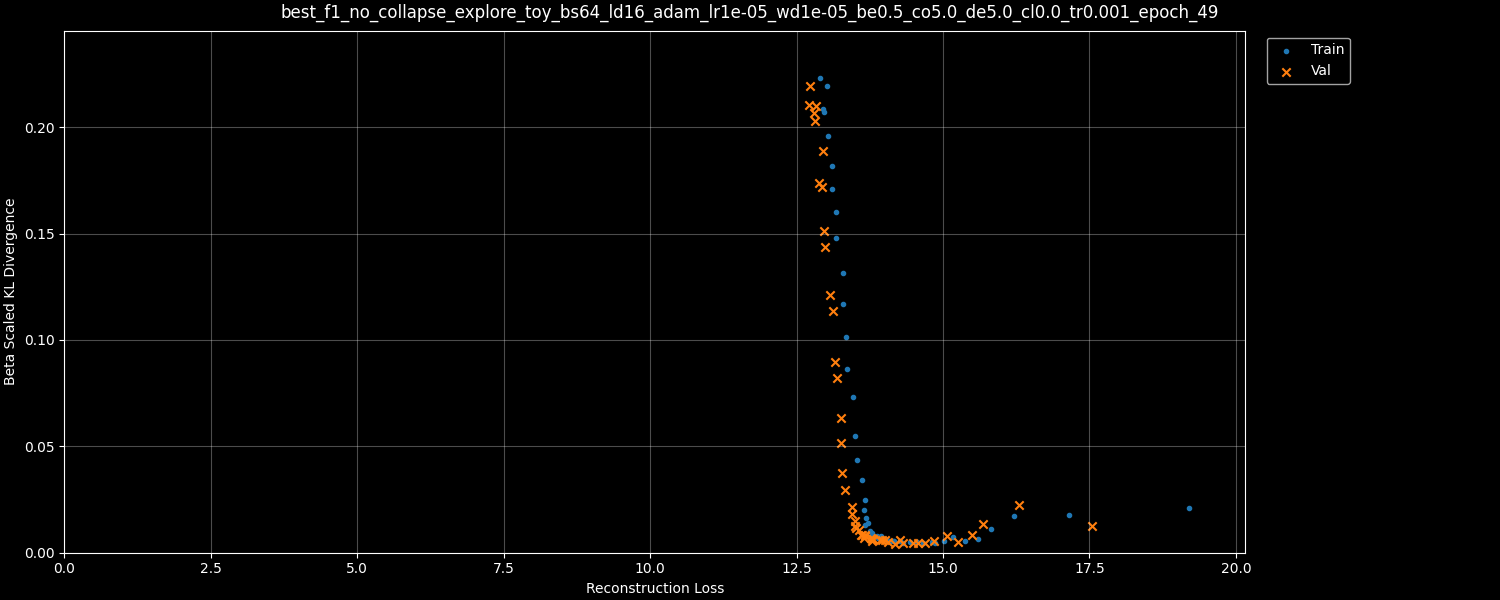 best_f1_no_collapse_explore_toy_bs64_ld16_adam_lr1e-05_wd1e-05_be0.5_co5.0_de5.0_cl0.0_tr0.001_epoch_49
Train
Val
0.20
0.15
0.10
0.05
0.00
Beta Scaled KL Divergence
0.0 2.5 5.0 7.5 10.0 12.5 15.0 17.5 20.0
Reconstruction Loss